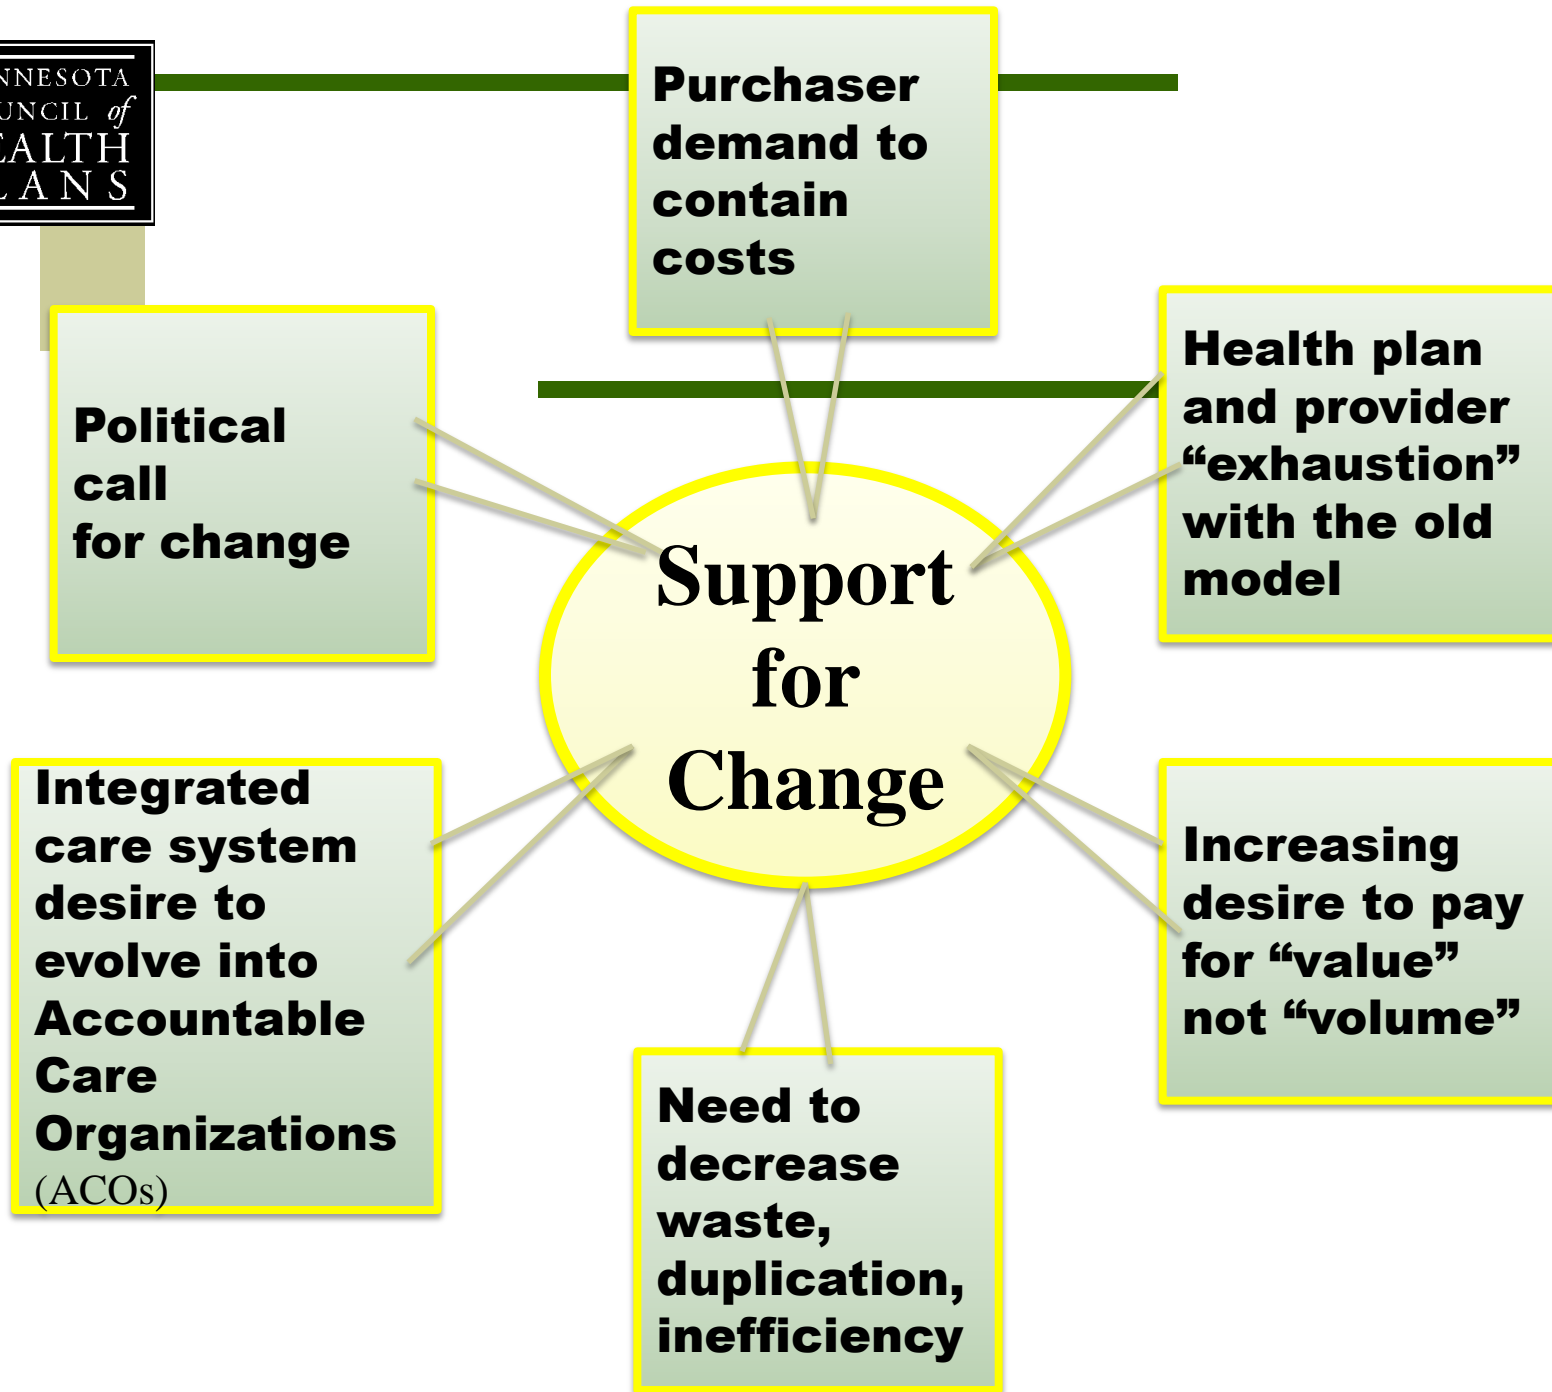 NNESOTA
UNCIL of
EALTH
LANS
Purchaser
demand to
contain
costs
Political
call
for change
Health plan
and provider
“exhaustion”
with the old
model
Support
for
Change
Integrated
care system
desire to
evolve into
Accountable
Care
Organizations
(ACOs)
Need to
decrease
waste,
duplication,
inefficiency
Increasing
desire to pay
for “value”
not “volume”